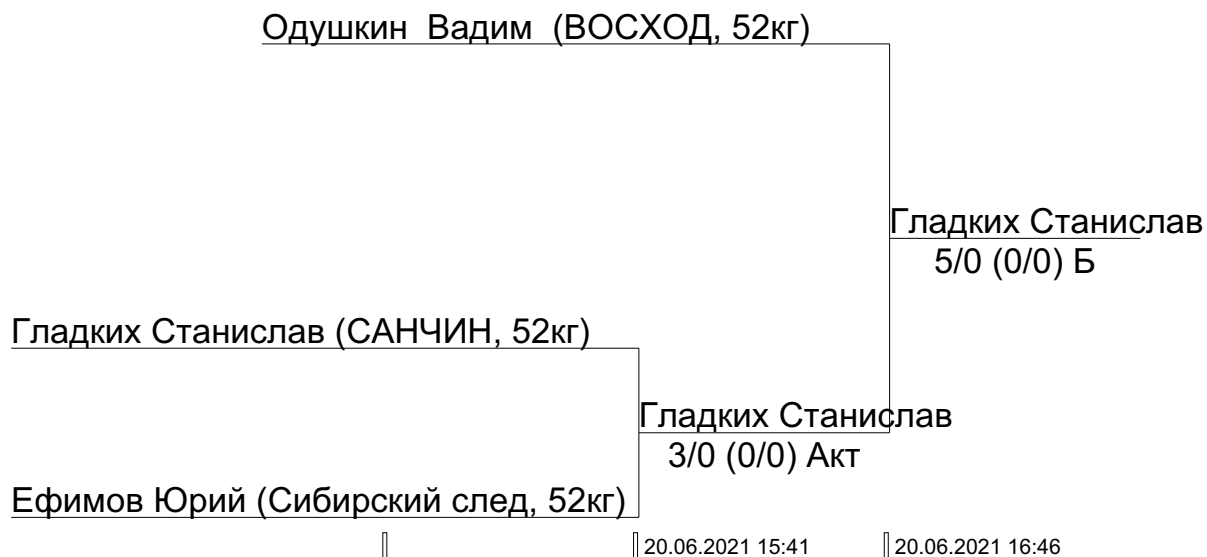 Одушкин  Вадим  (ВОСХОД, 52кг)
Гладких Станислав
5/0 (0/0) Б
Гладких Станислав (САНЧИН, 52кг)
Гладких Станислав
3/0 (0/0) Акт
Ефимов Юрий (Сибирский след, 52кг)
20.06.2021 15:41
20.06.2021 16:46